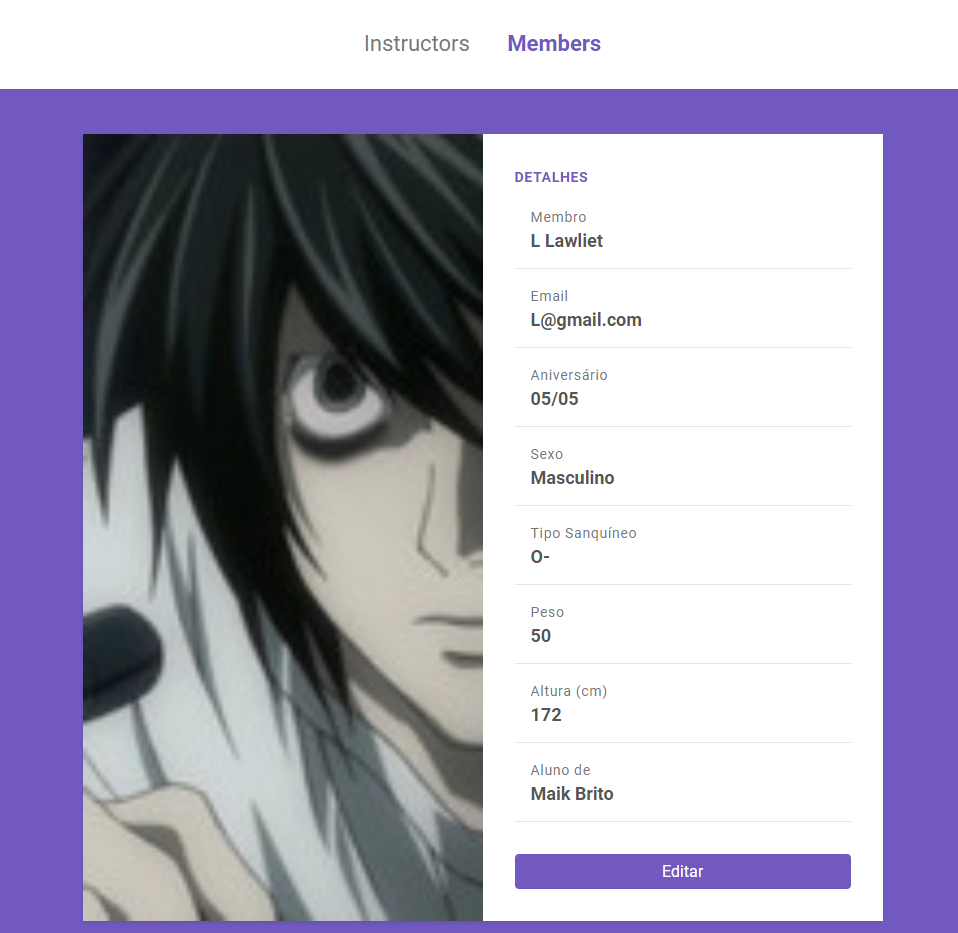 Instructors Members
DETALHES
Membro
L Lawliet
Email
L@gmail.com
Aniversário
05/05
Sexo
Masculino
Tipo Sanquíneo
O-
Peso
50
Altura (cm)
172
Aluno de
Maik Brito
Editar